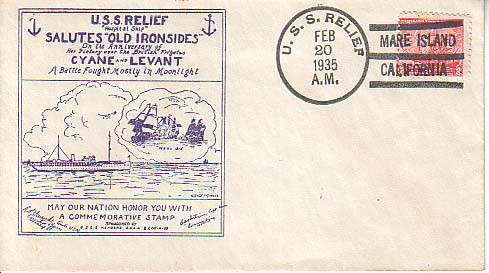 U.S.S. RELIEF
"Hospital Ship"
SALUTES "OLD IRONSIDES"
On the Anniversary of
Her Victory over the British Frigates
CYANE AND LEVANT
A Battle Fought Mostly in Moonlight
MAY OUR NATION HONOR YOU WITH
A COMMEMORATIVE STAMP
SPONSORED BY
U.S.S. RELIEF
FEB
20
1935
A.M.
MARE ISLAND
CALIFORNIA